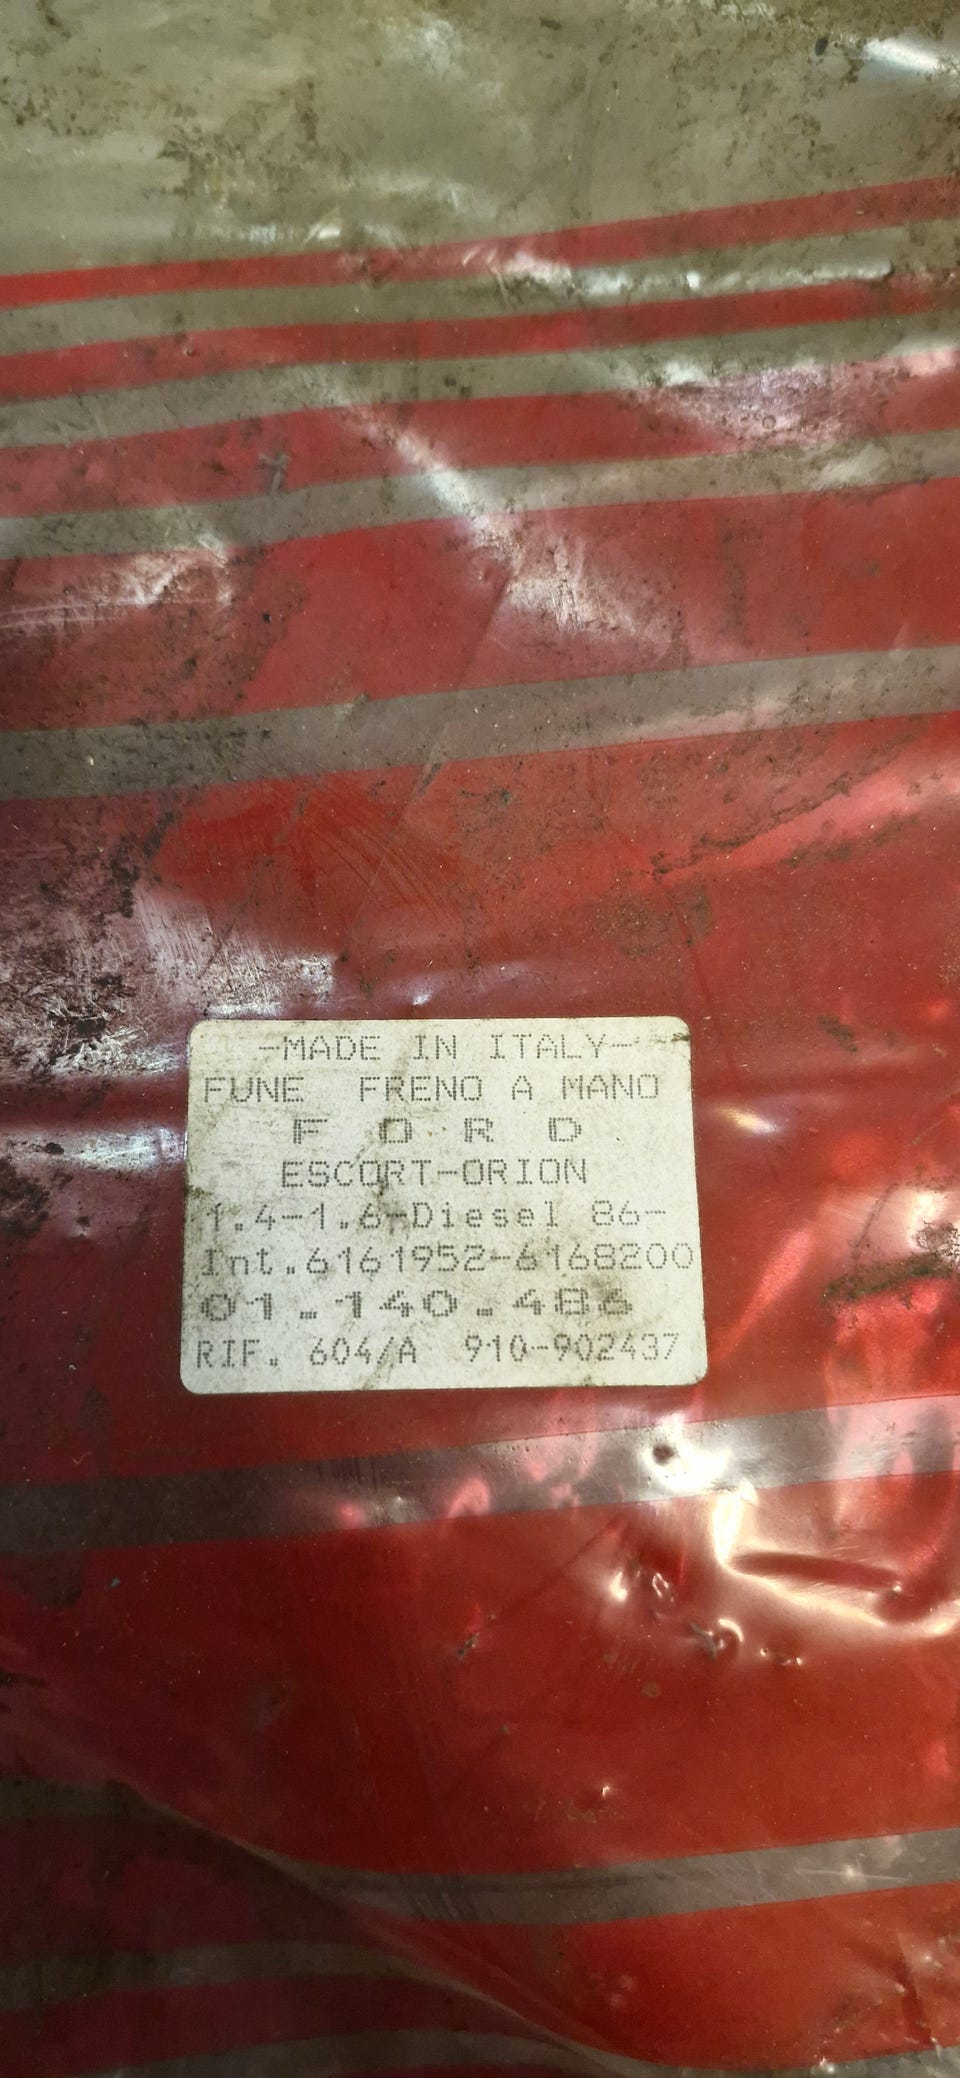 -MADE IN ITALY-
FUNE FRENO A MANO
F O R D
ESCORT-ORION
1.4-1.6-Diesel 86-
Int.6161952-6168200
01.140.486
RIF. 604/A 910-902437